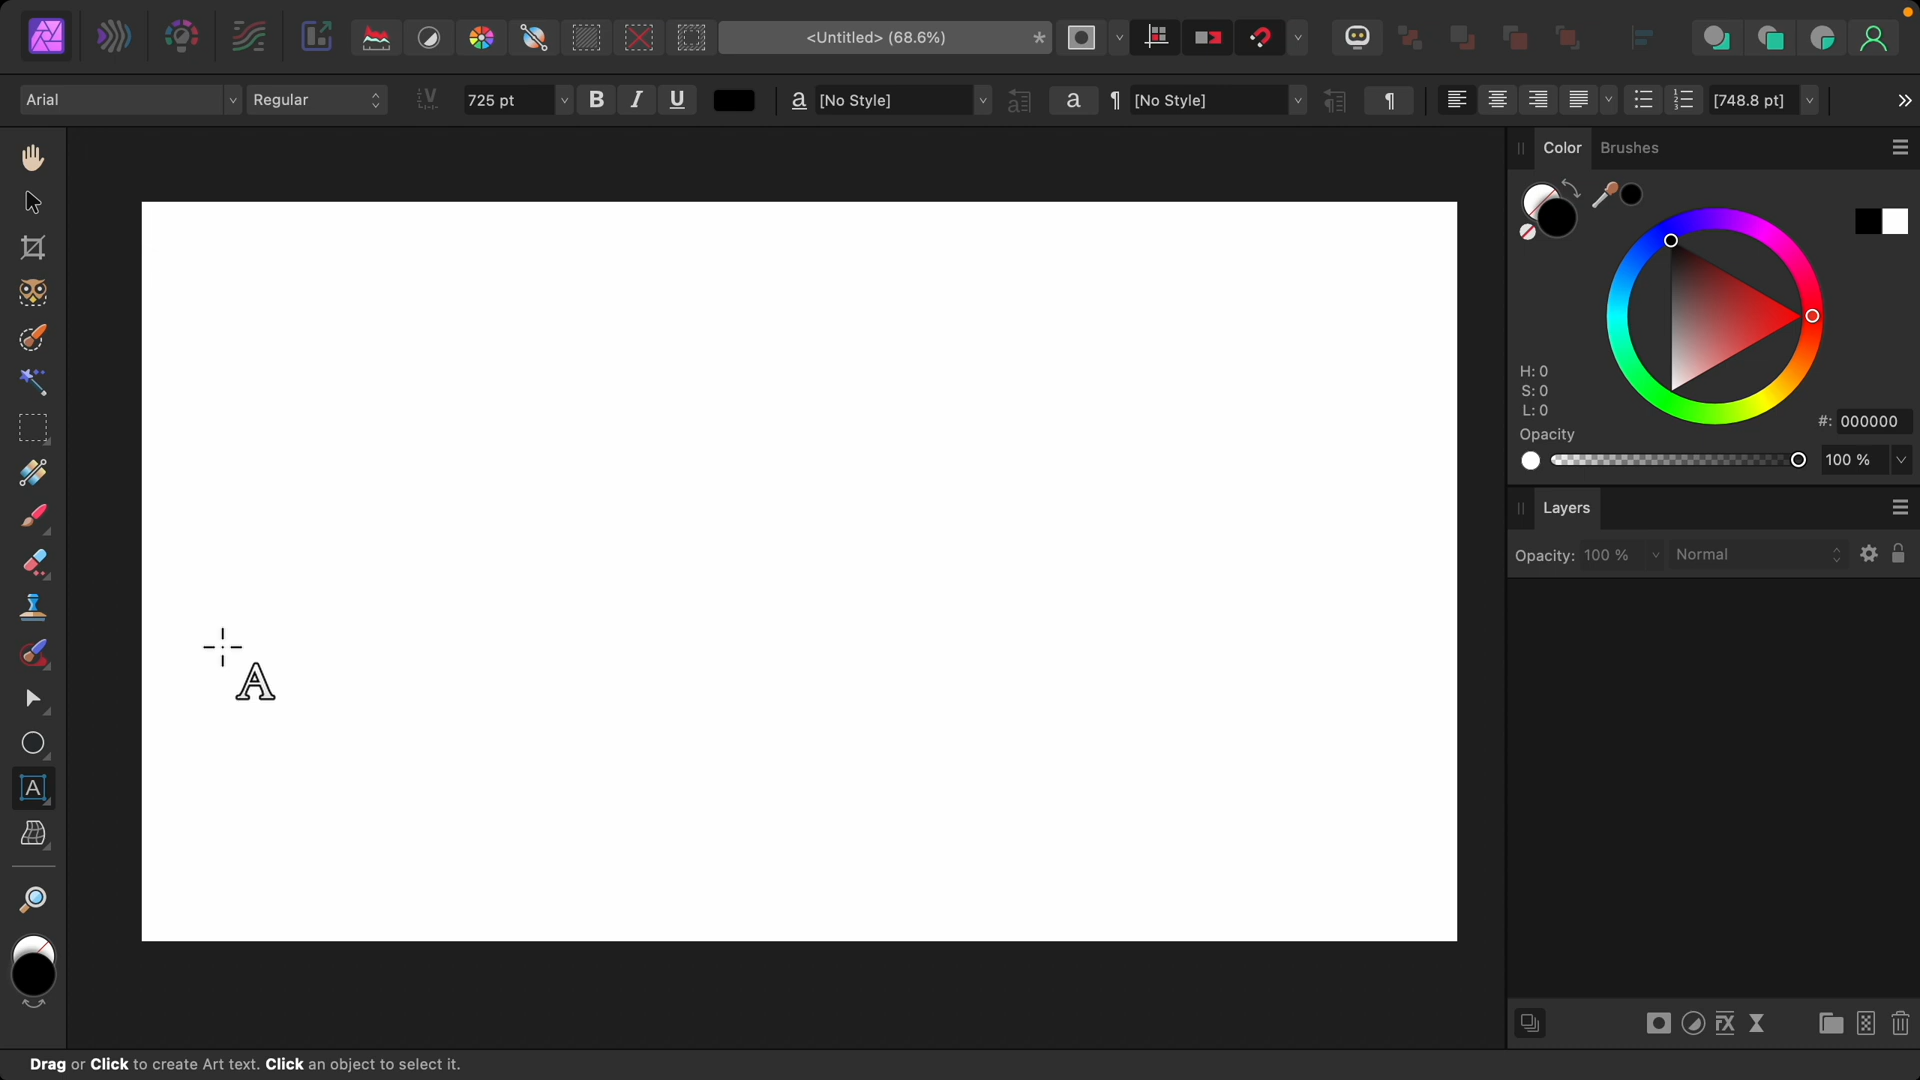 <Untitled> (68.6%) *
Arial Regular 725 pt B I U a [No Style] a ¶ [No Style] ¶ [748.8 pt]
Color Brushes
H: 0
S: 0
L: 0
#: 000000
Opacity
100 %
Layers
Opacity: 100 % Normal
A
A
FX
Drag or Click to create Art text. Click an object to select it.